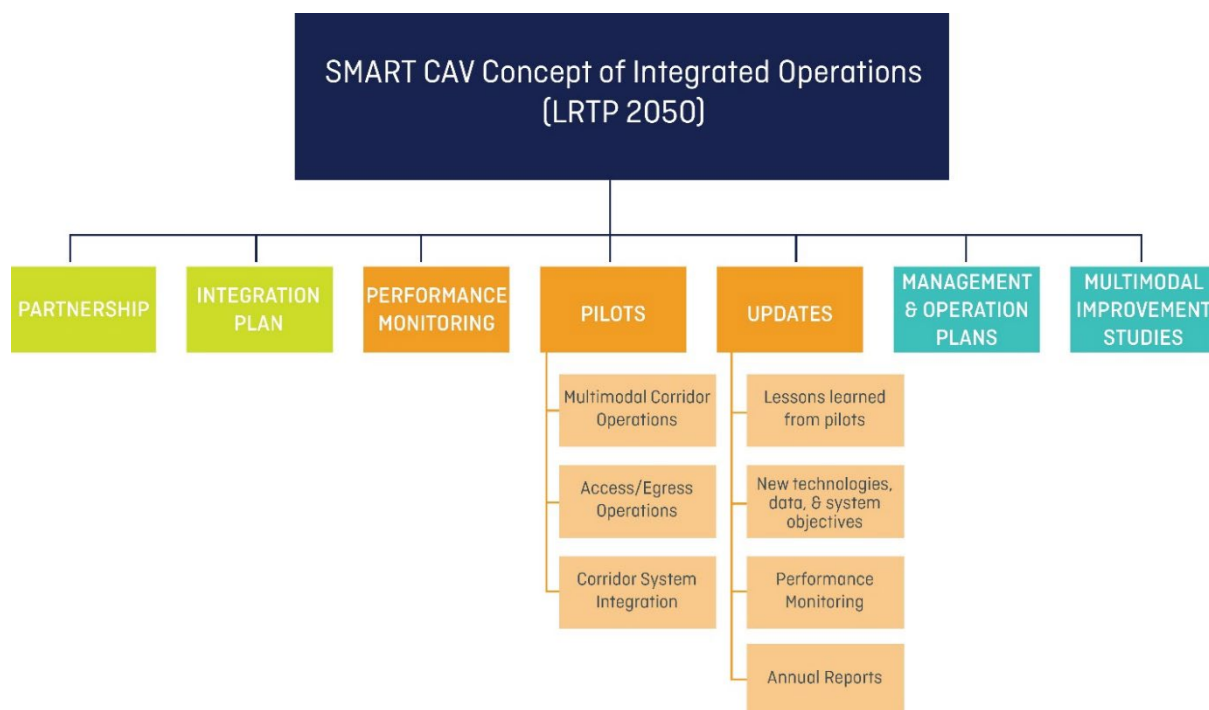 SMART CAV Concept of Integrated Operations
(LRTP 2050)
PARTNERSHIP
INTEGRATION
PLAN
PERFORMANCE
MONITORING
PILOTS
UPDATES
MANAGEMENT
& OPERATION
PLANS
MULTIMODAL
IMPROVEMENT
STUDIES
Multimodal Corridor
Operations
Access/Egress
Operations
Corridor System
Integration
Lessons learned
from pilots
New technologies,
data, & system
objectives
Performance
Monitoring
Annual Reports